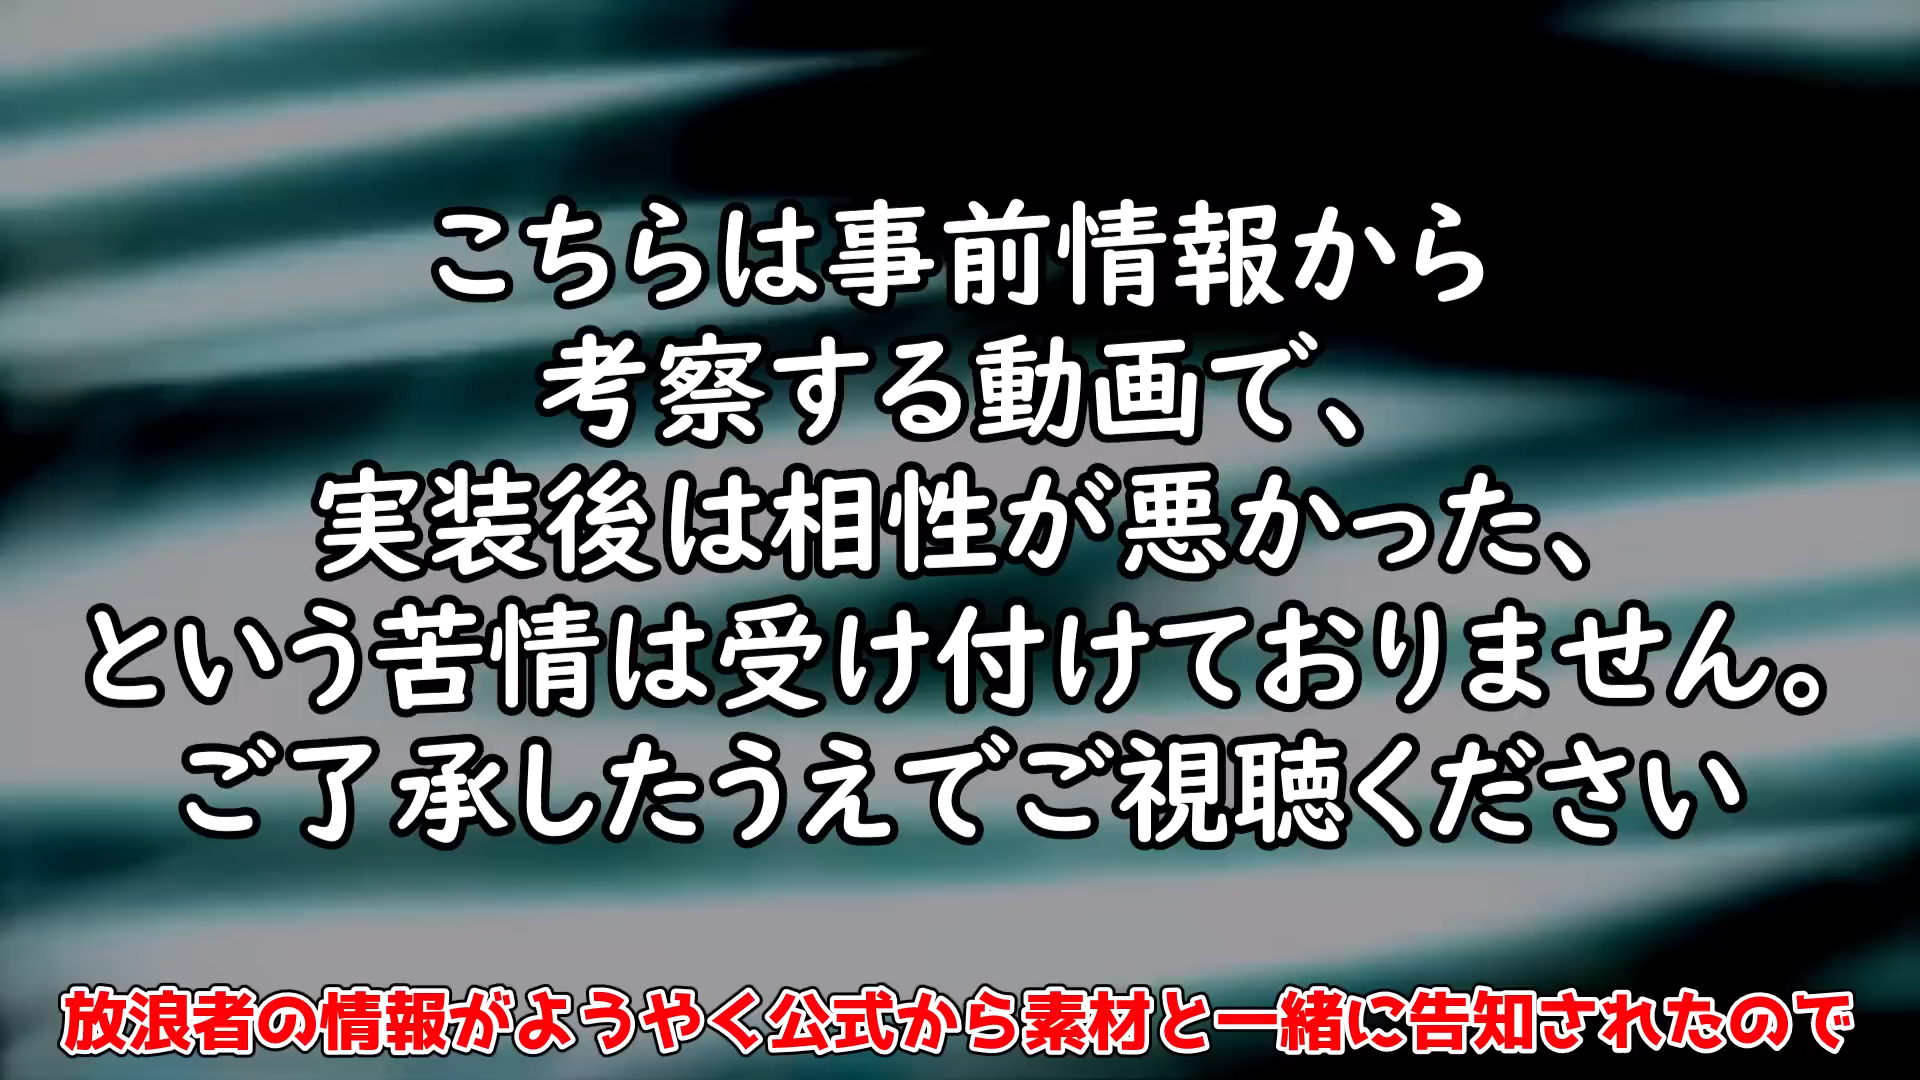 こちらは事前情報から
考察する動画で、
実装後は相性が悪かった、
という苦情は受け付けておりません。
ご了承したうえでご視聴ください
放浪者の情報がようやく公式から素材と一緒に告知されたので